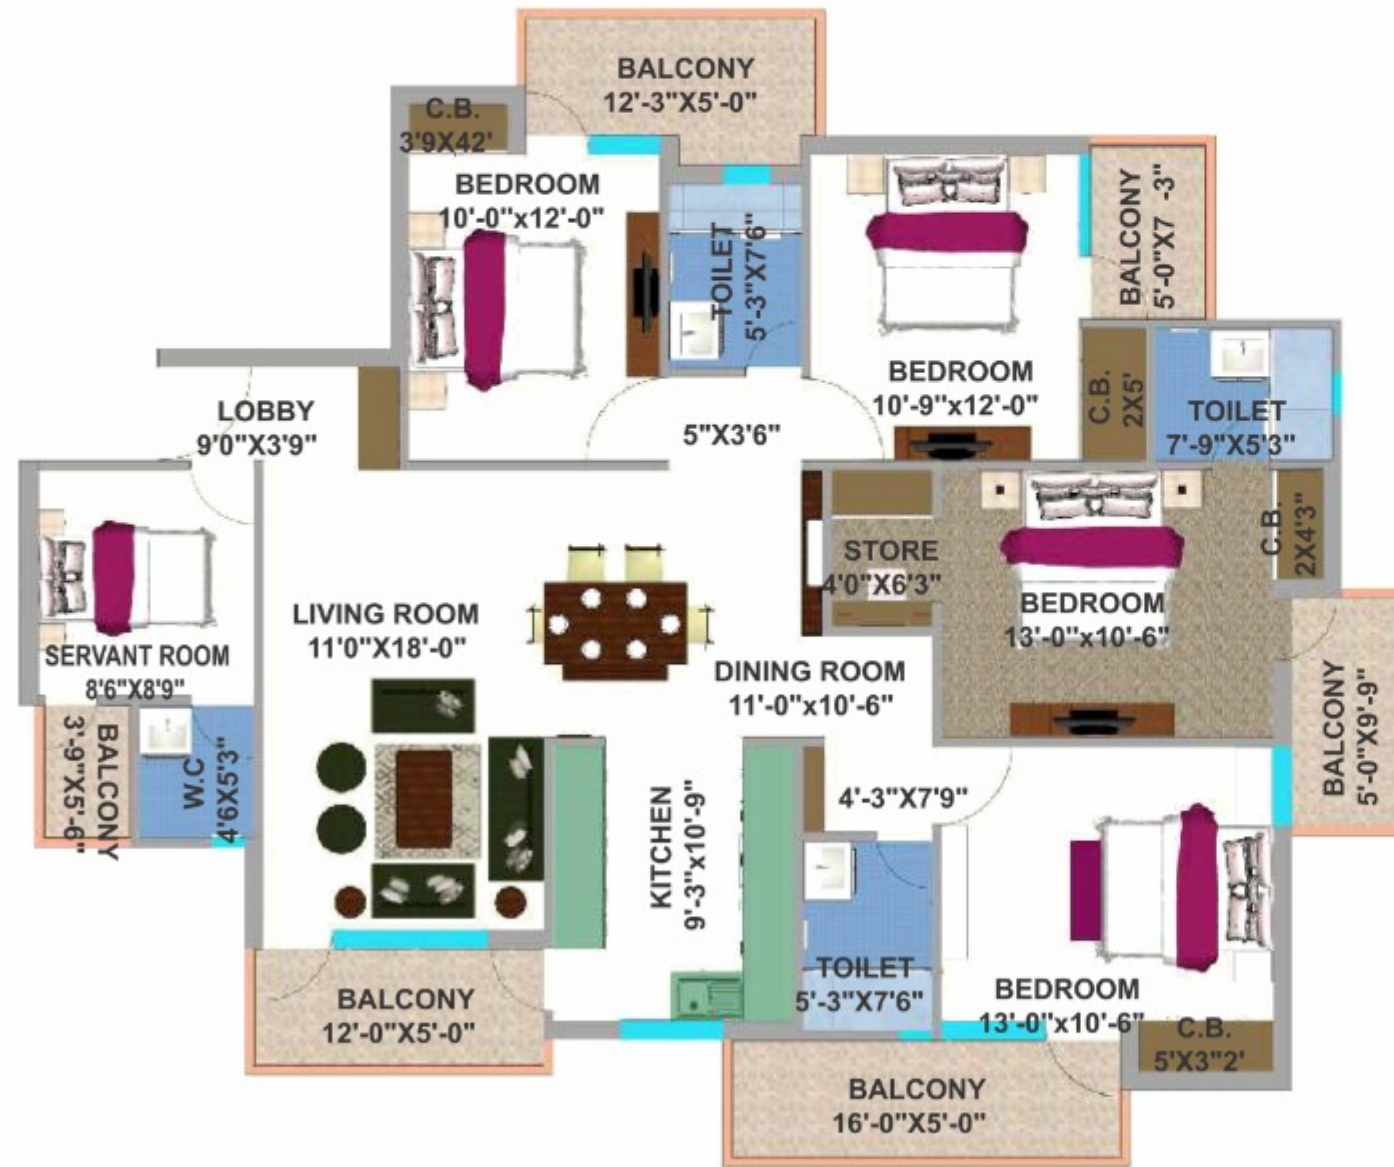 BALCONY
12'-3"X5'-0"
C.B.
3'9X42'
BEDROOM
10'-0"x12'-0"
TOILET
5'-3"X7'6"
BALCONY
5'-0"X7 -3"
BEDROOM
10'-9"x12'-0"
C.B.
2X5'
TOILET
7'-9"X5'3"
LOBBY
9'0"X3'9"
5"X3'6"
STORE
4'0"X6'3"
BEDROOM
13'-0"x10'-6"
C.B.
2X4'3"
LIVING ROOM
11'0"X18'-0"
SERVANT ROOM
8'6"X8'9"
DINING ROOM
11'-0"x10'-6"
BALCONY
5'-0"X9'-9"
BALCONY
3'-9"X5'-6"
W.C
4'6X5'3"
KITCHEN
9'-3"x10'-9"
4'-3"X7'9"
TOILET
5'-3"X7'6"
BEDROOM
13'-0"x10'-6"
C.B.
5'X3"2'
BALCONY
12'-0"X5'-0"
BALCONY
16'-0"X5'-0"